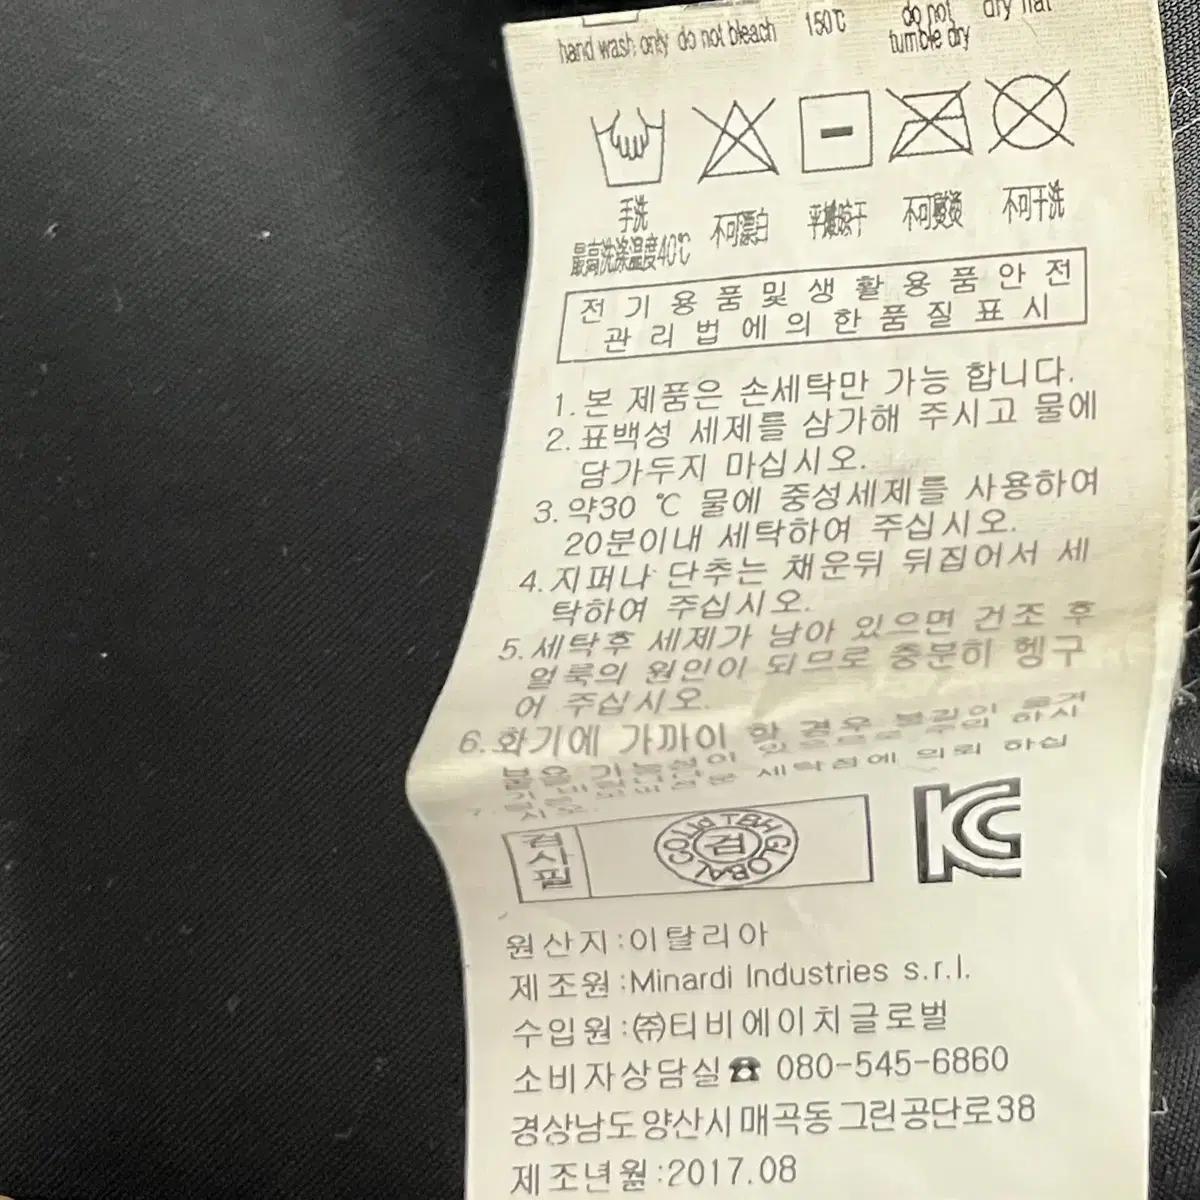 hand wash only do not bleach 150℃ do not tumble dry dry flat
手洗 不可漂白 平摊晾干 不可熨烫 不可干洗
最高洗涤温度40℃
전기용품및생활용품안전
관리법에의한품질표시
1.본 제품은 손세탁만 가능 합니다.
2.표백성 세제를 삼가해 주시고 물에
담가두지 마십시오.
3.약30 ℃ 물에 중성세제를 사용하여
20분이내 세탁하여 주십시오.
4.지퍼나 단추는 채운뒤 뒤집어서 세
탁하여 주십시오.
5.세탁후 세제가 남아 있으면 건조 후
얼룩의 원인이 되므로 충분히 헹구
어 주십시오.
6.화기에 가까이 할 경우
세탁점에 의뢰 하십
시오.
검사필
TBH GLOBAL CO., LTD
검
KC
원산지:이탈리아
제조원:Minardi Industries s.r.l.
수입원:㈜티비에이치글로벌
소비자상담실☎ 080-545-6860
경상남도양산시매곡동그린공단로38
제조년월:2017.08